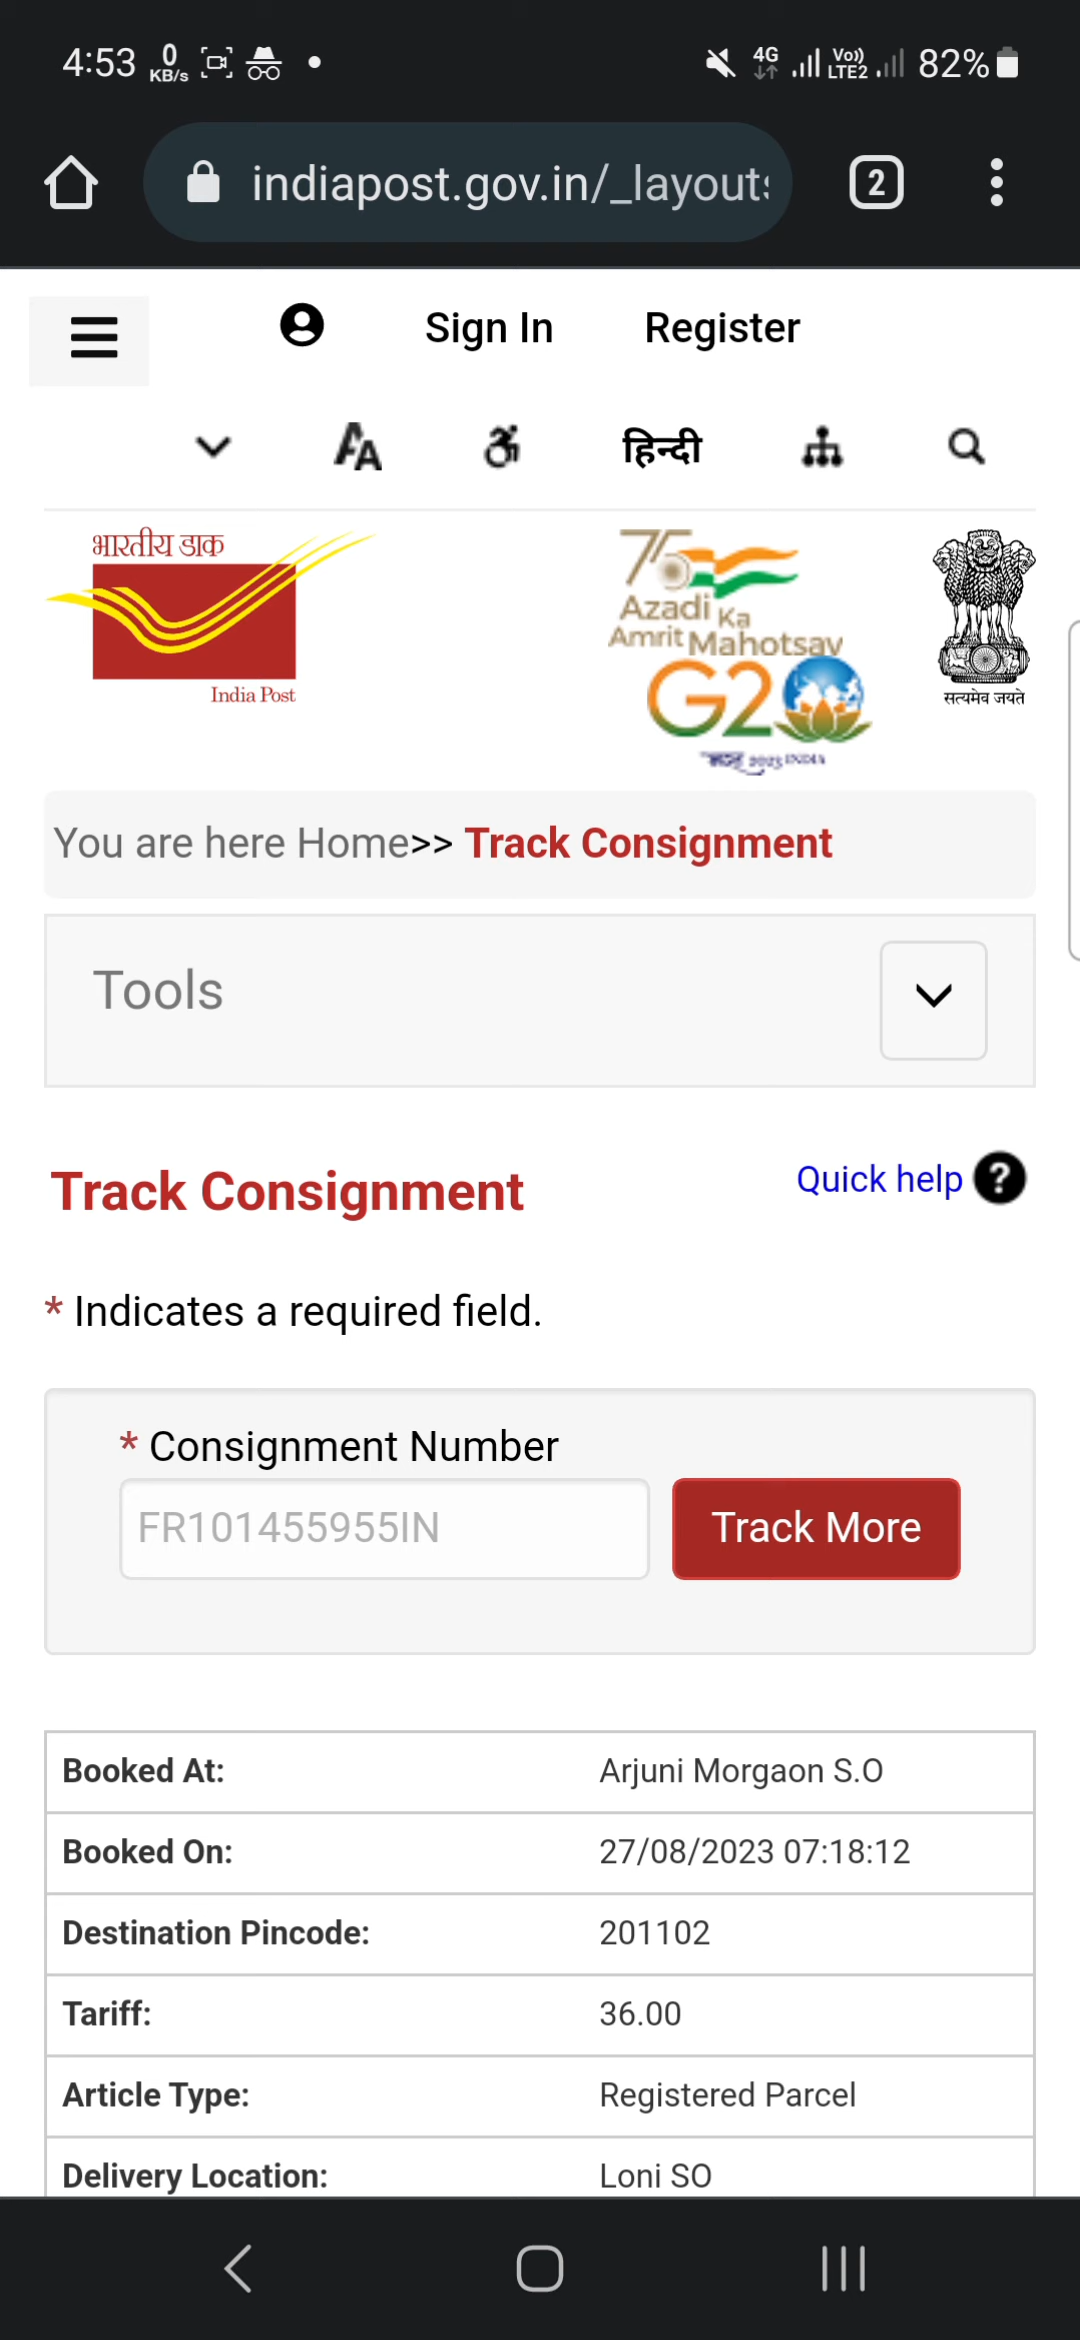 4:53 0 KB/s 4G Vo)) LTE2 82%
indiapost.gov.in/_layout
2
Sign In Register
AA हिन्दी
भारतीय डाक
India Post
75
Azadi Ka
Amrit Mahotsav
G20
2023 INDIA
सत्यमेव जयते
You are here Home>> Track Consignment
Tools
Track Consignment
Quick help ?
* Indicates a required field.
* Consignment Number
FR101455955IN Track More
Booked At: Arjuni Morgaon S.O
Booked On: 27/08/2023 07:18:12
Destination Pincode: 201102
Tariff: 36.00
Article Type: Registered Parcel
Delivery Location: Loni SO